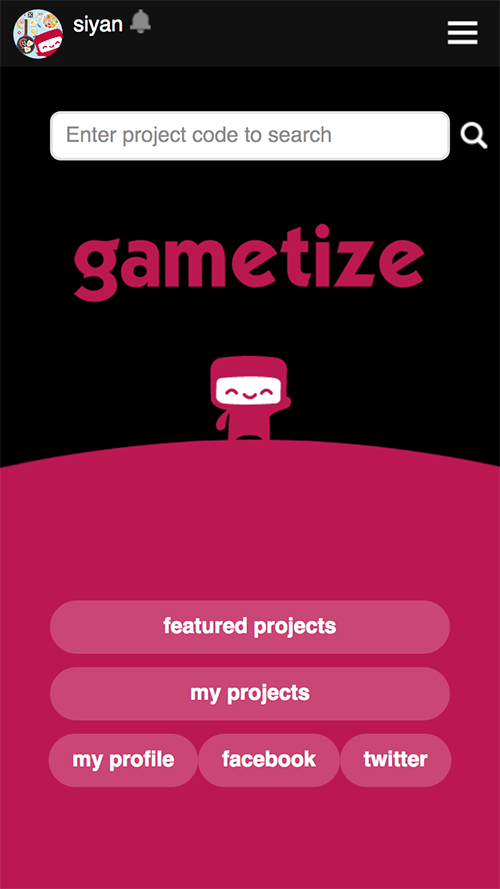 siyan
Enter project code to search
gametize
featured projects
my projects
my profile
facebook
twitter